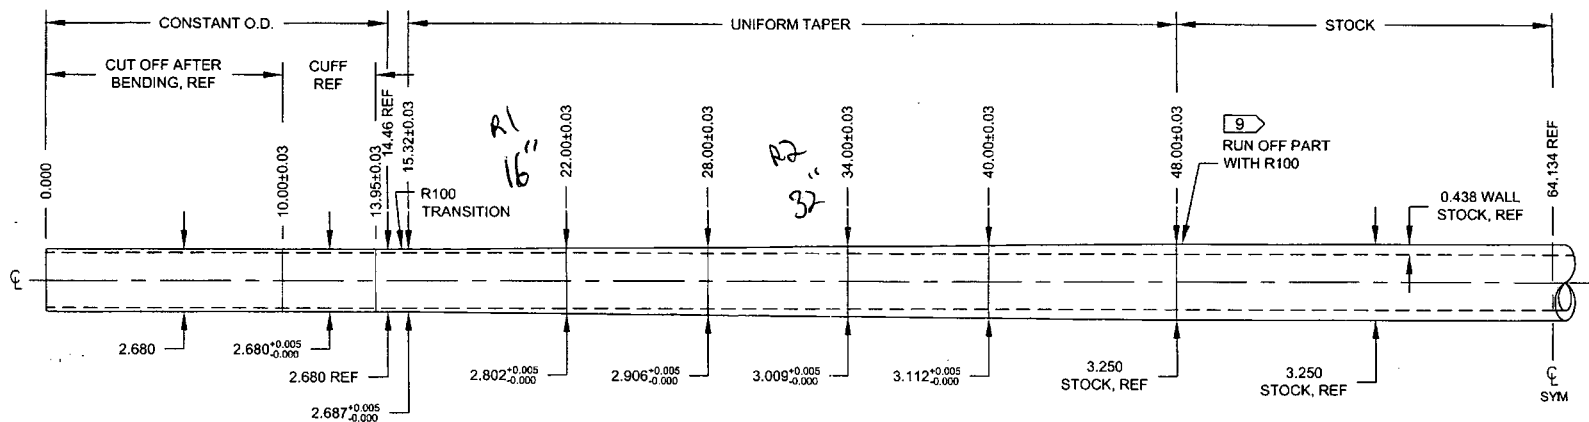 CONSTANT O.D.
UNIFORM TAPER
STOCK
CUT OFF AFTER
BENDING, REF
CUFF
REF
0.000
10.00±0.03
13.95±0.03
14.46 REF
15.32±0.03
R1
16"
22.00±0.03
28.00±0.03
R2
32"
34.00±0.03
40.00±0.03
48.00±0.03
9
RUN OFF PART
WITH R100
64.134 REF
R100
TRANSITION
0.438 WALL
STOCK, REF
℄
2.680
2.680+0.005
-0.000
2.680 REF
2.687+0.005
-0.000
2.802+0.005
-0.000
2.906+0.005
-0.000
3.009+0.005
-0.000
3.112+0.005
-0.000
3.250
STOCK, REF
3.250
STOCK, REF
℄
SYM